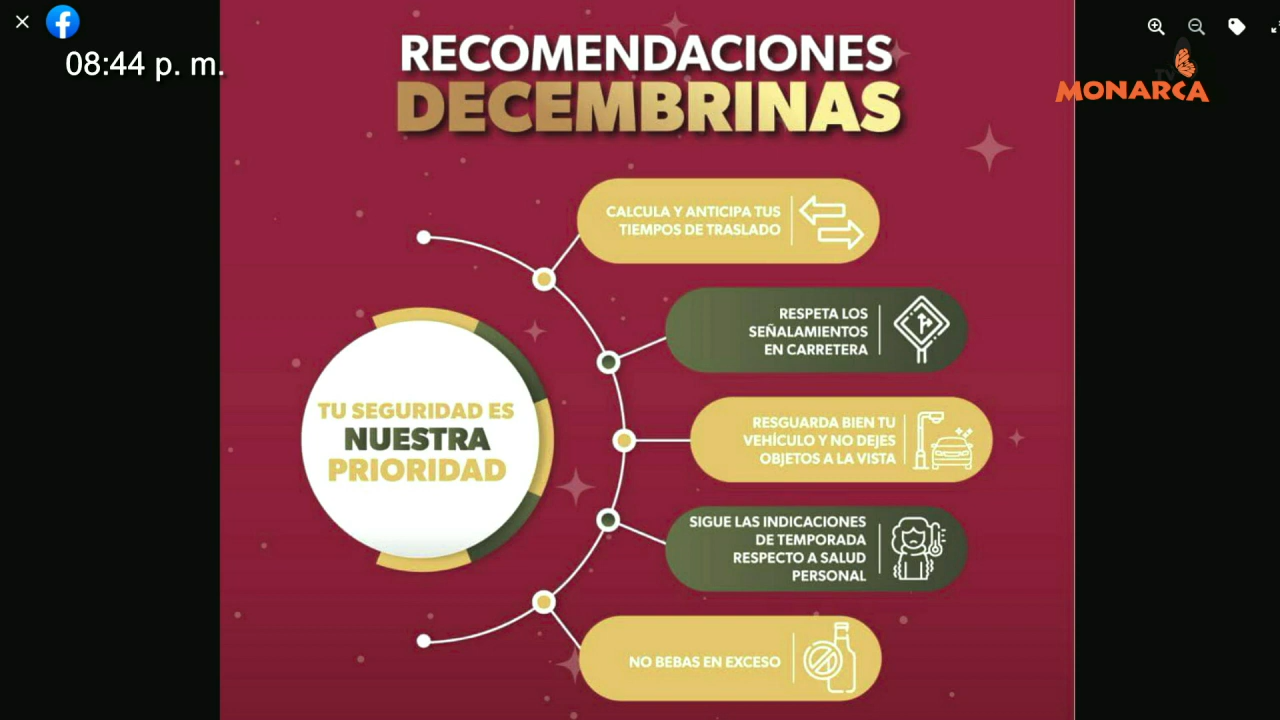 08:44 p. m.
TV
MONARCA
RECOMENDACIONES
DECEMBRINAS
CALCULA Y ANTICIPA TUS
TIEMPOS DE TRASLADO
RESPETA LOS
SEÑALAMIENTOS
EN CARRETERA
TU SEGURIDAD ES
NUESTRA
PRIORIDAD
RESGUARDA BIEN TU
VEHÍCULO Y NO DEJES
OBJETOS A LA VISTA
SIGUE LAS INDICACIONES
DE TEMPORADA
RESPECTO A SALUD
PERSONAL
NO BEBAS EN EXCESO